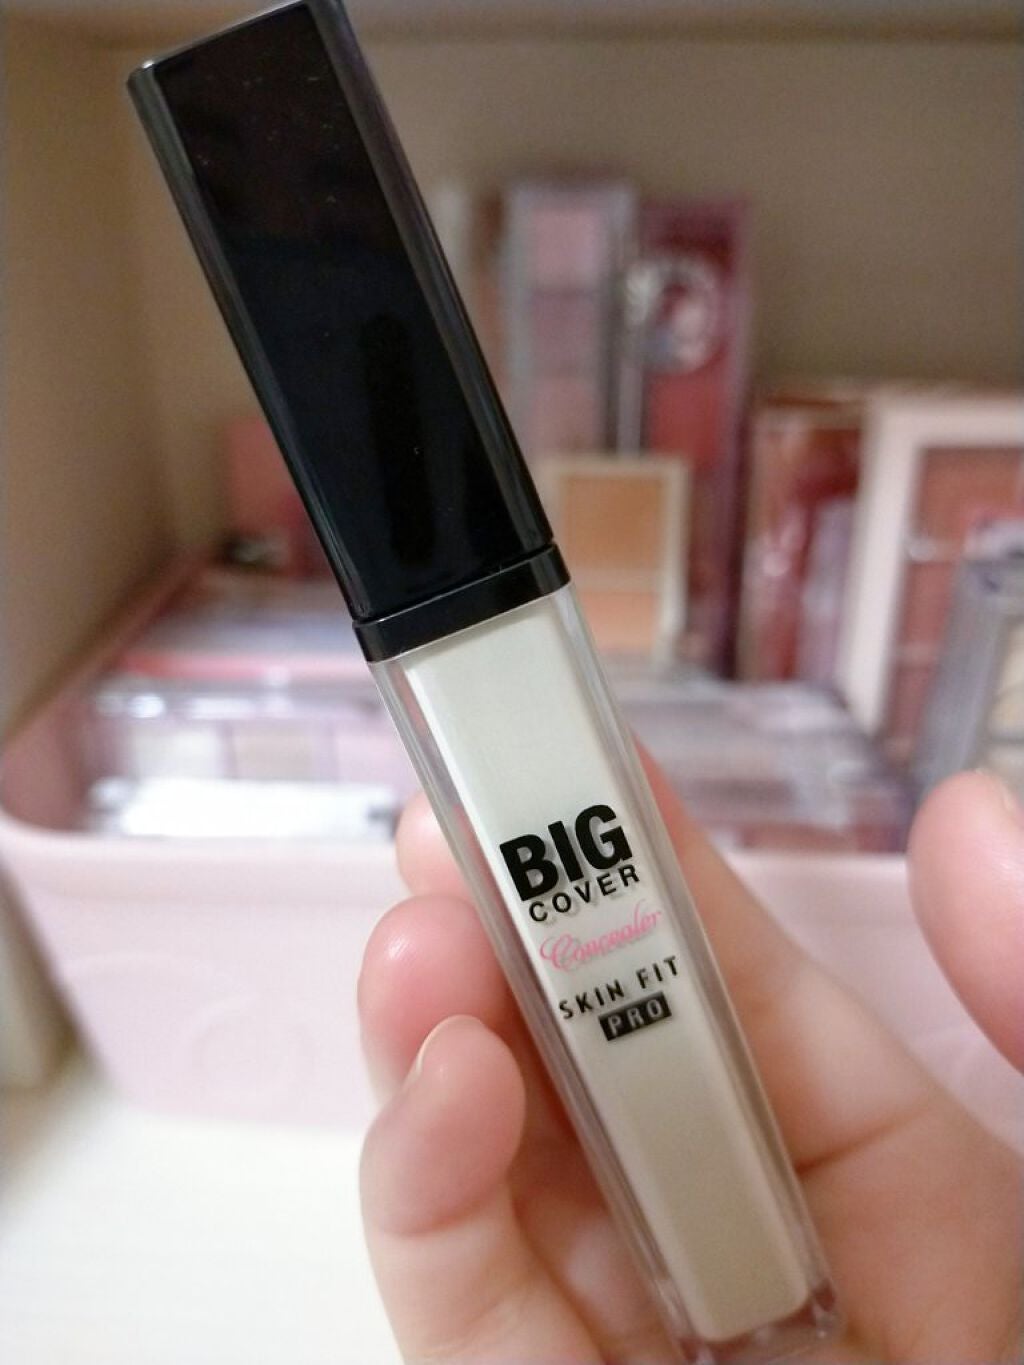 BIG
COVER
Concealer
SKIN FIT
PRO